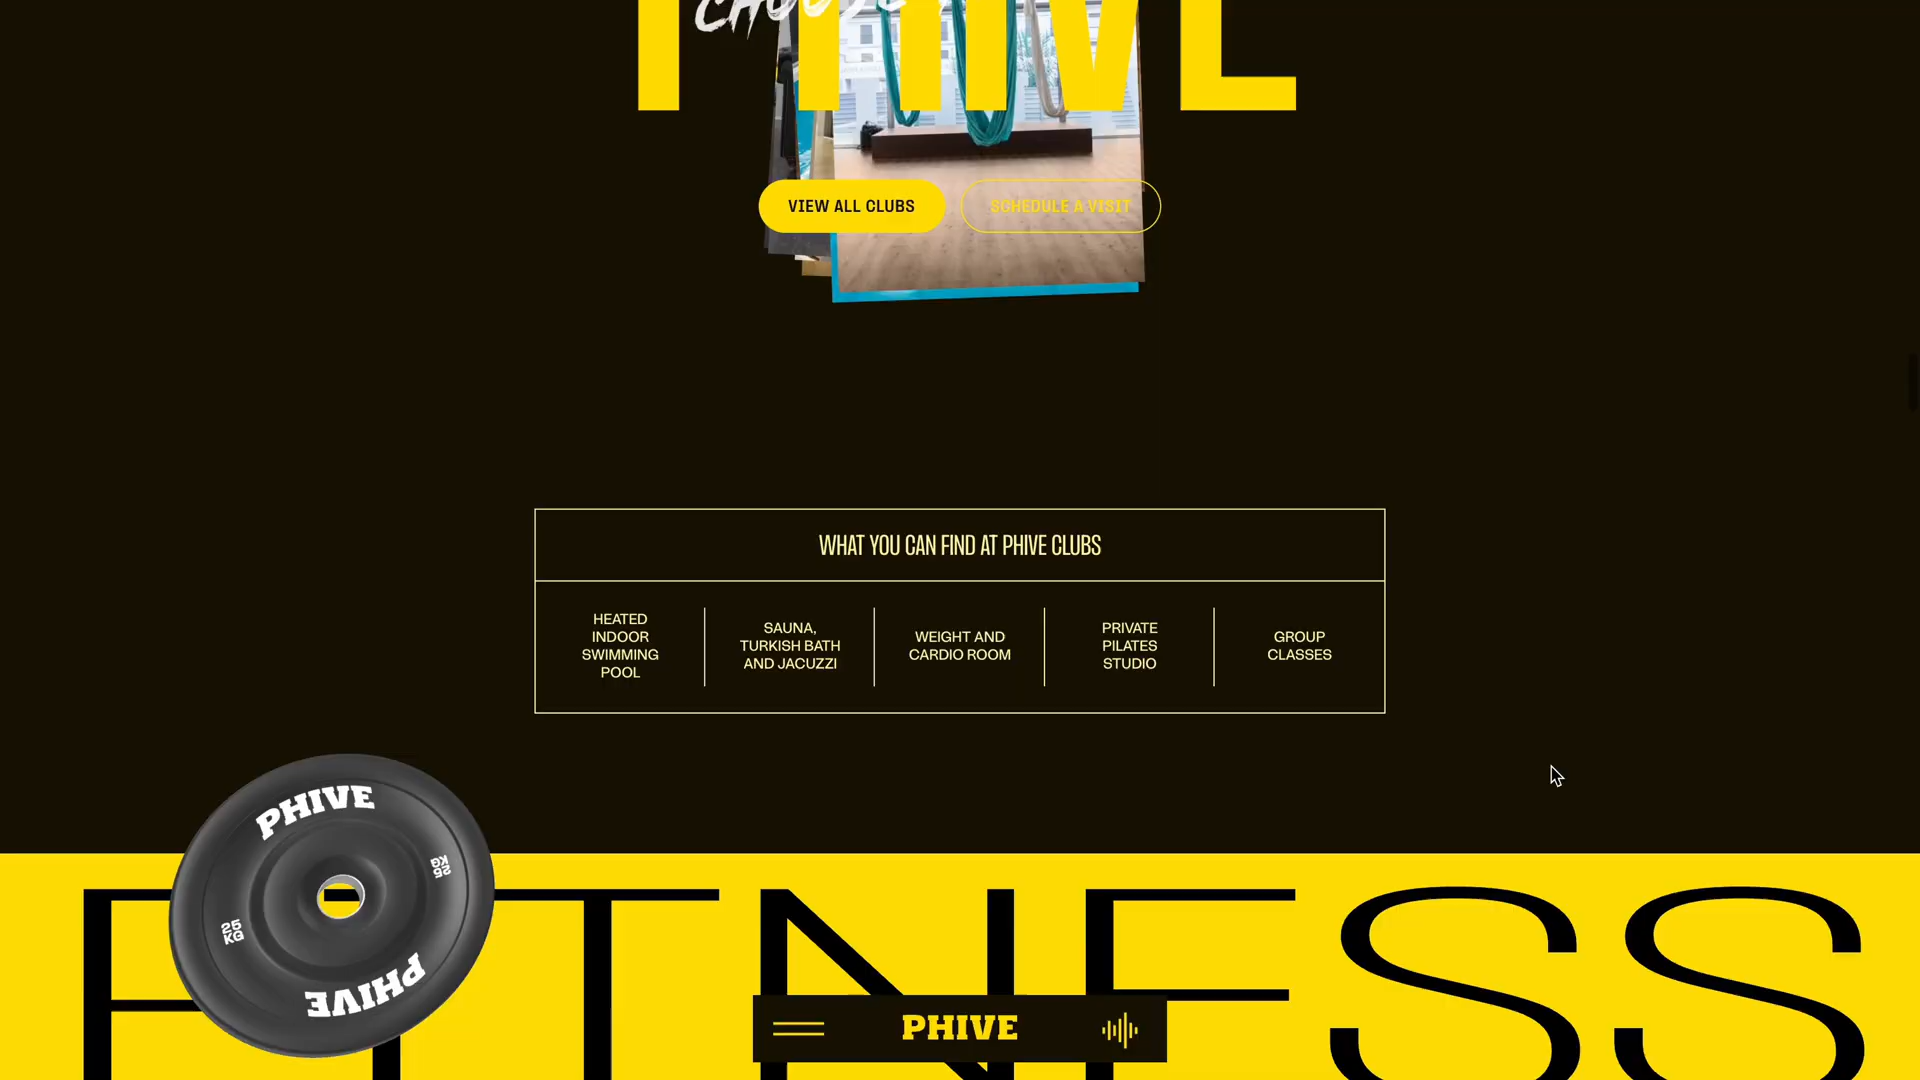 CHOOSE
PHIVE
VIEW ALL CLUBS
SCHEDULE A VISIT
WHAT YOU CAN FIND AT PHIVE CLUBS
HEATED
INDOOR
SWIMMING
POOL
SAUNA,
TURKISH BATH
AND JACUZZI
WEIGHT AND
CARDIO ROOM
PRIVATE
PILATES
STUDIO
GROUP
CLASSES
PHIVE
25
KG
25
KG
PHIVE
FITNESS
PHIVE